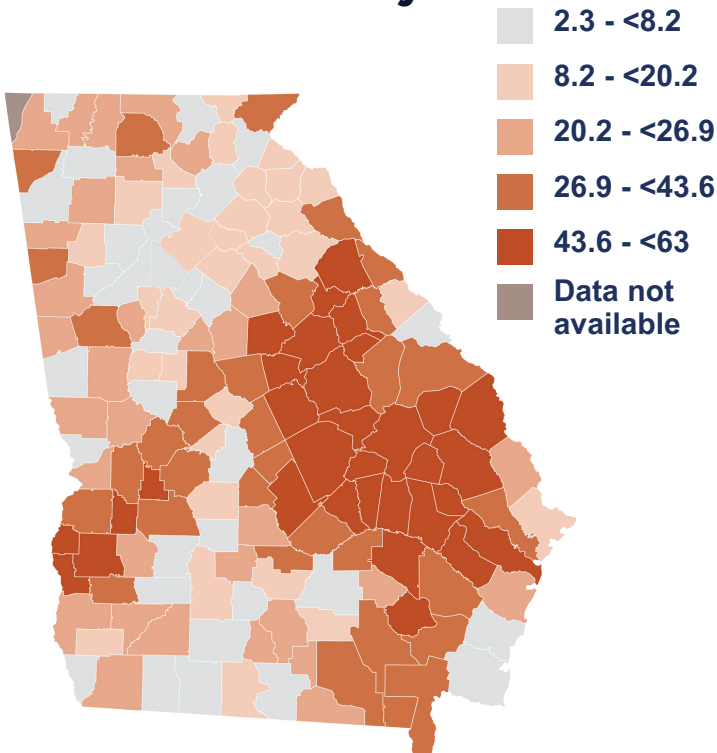 2.3 - <8.2
8.2 - <20.2
20.2 - <26.9
26.9 - <43.6
43.6 - <63
Data not
available